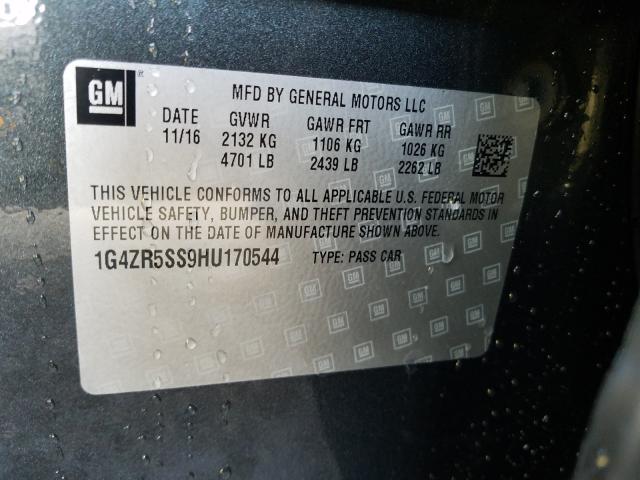 GM
MFD BY GENERAL MOTORS LLC
DATE GVWR GAWR FRT GAWR RR
11/16 2132 KG 1106 KG 1026 KG
4701 LB 2439 LB 2262 LB
THIS VEHICLE CONFORMS TO ALL APPLICABLE U.S. FEDERAL MOTOR
VEHICLE SAFETY, BUMPER, AND THEFT PREVENTION STANDARDS IN
EFFECT ON THE DATE OF MANUFACTURE SHOWN ABOVE.
1G4ZR5SS9HU170544 TYPE: PASS CAR